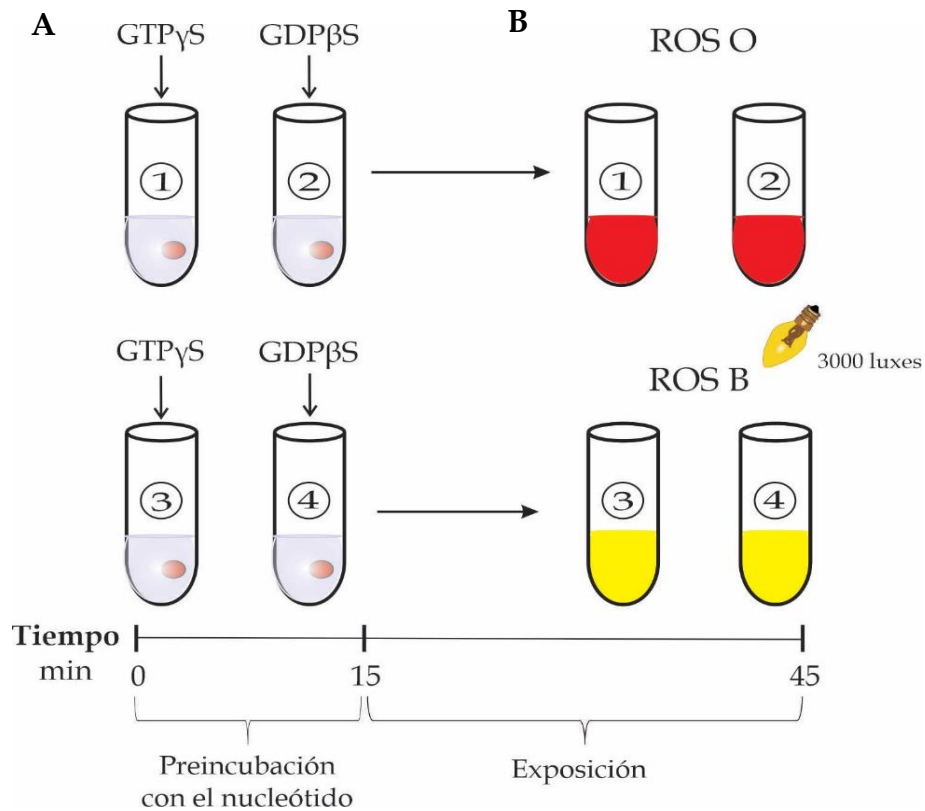 A
B
GTPγS
GDPβS
ROS O
1
2
1
2
3000 luxes
GTPγS
GDPβS
ROS B
3
4
3
4
Tiempo
min
0
15
45
Preincubación
con el nucleótido
Exposición